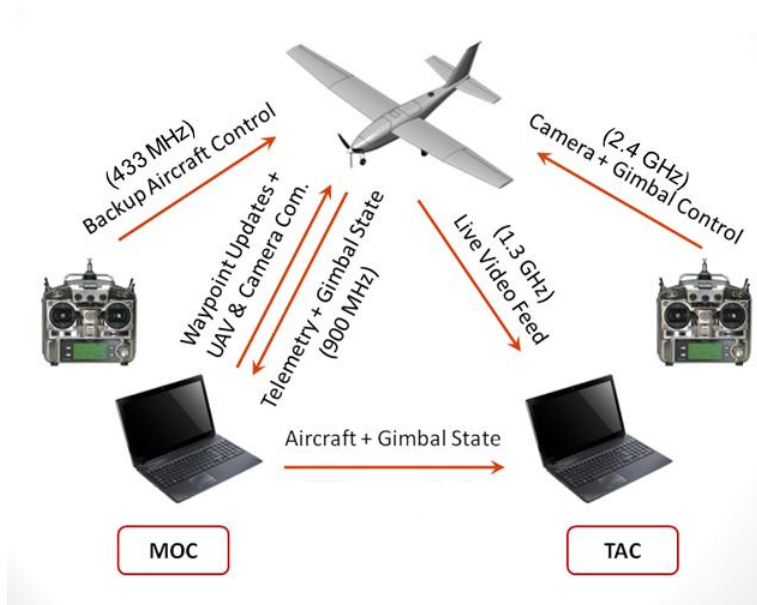 (433 MHz)
Backup Aircraft Control
Waypoint Updates +
UAV & Camera Com.
Telemetry + Gimbal State
(900 MHz)
(1.3 GHz)
Live Video Feed
(2.4 GHz)
Camera + Gimbal Control
Aircraft + Gimbal State
MOC
TAC